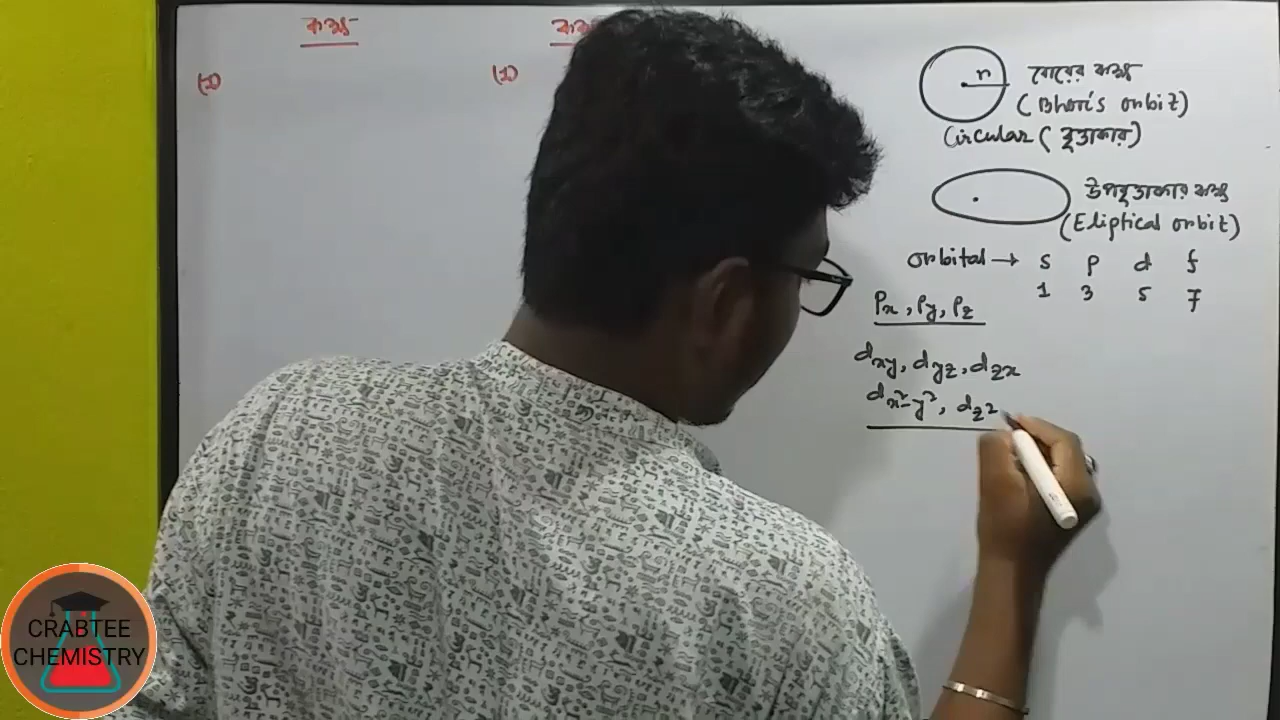 কক্ষ
(১)
(১)
n
বোরের কক্ষ
(Bhor's orbit)
Circular (বৃত্তাকার)
উপবৃত্তাকার কক্ষ
(Eliptical orbit)
orbital → s p d f
1 3 5 7
Px, Py, Pz
dxy, dyz, dzx
dx²-y², dz²
CRABTEE
CHEMISTRY